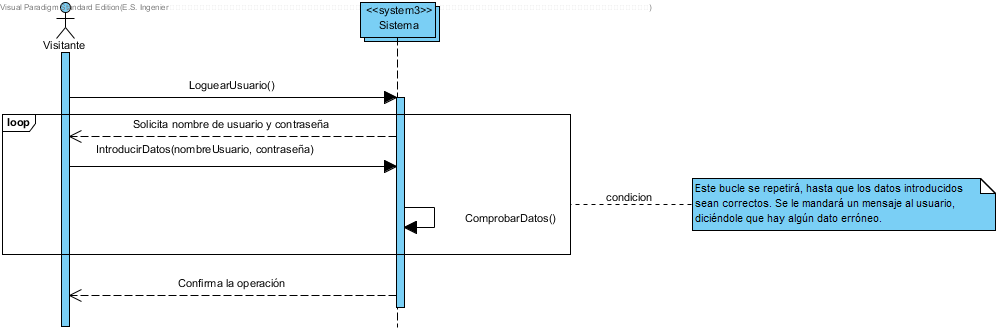 Visual Paradigm Standard Edition(E.S. Ingenier
<<system3>>
Sistema
Visitante
LoguearUsuario()
loop
Solicita nombre de usuario y contraseña
IntroducirDatos(nombreUsuario, contraseña)
ComprobarDatos()
condicion
Este bucle se repetirá, hasta que los datos introducidos
sean correctos. Se le mandará un mensaje al usuario,
diciéndole que hay algún dato erróneo.
Confirma la operación